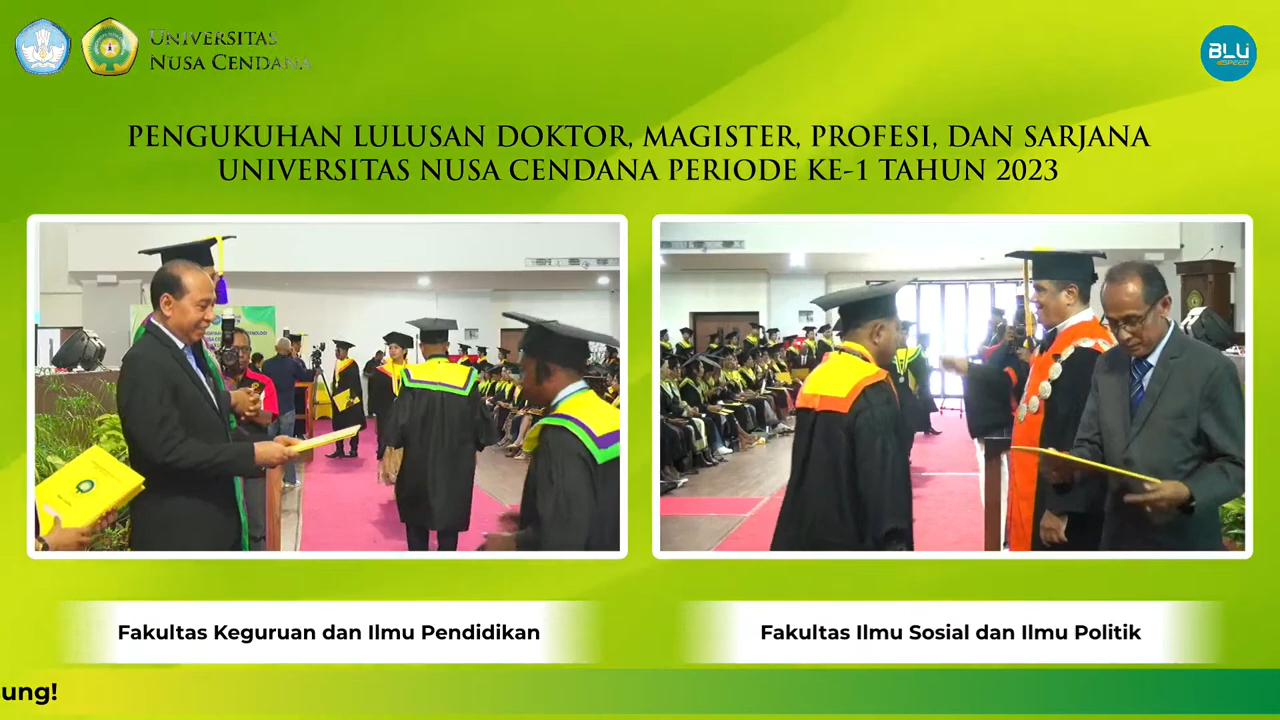 UNIVERSITAS
NUSA CENDANA
BLU
SPEED
PENGUKUHAN LULUSAN DOKTOR, MAGISTER, PROFESI, DAN SARJANA
UNIVERSITAS NUSA CENDANA PERIODE KE-1 TAHUN 2023
Fakultas Keguruan dan Ilmu Pendidikan
Fakultas Ilmu Sosial dan Ilmu Politik
ung!